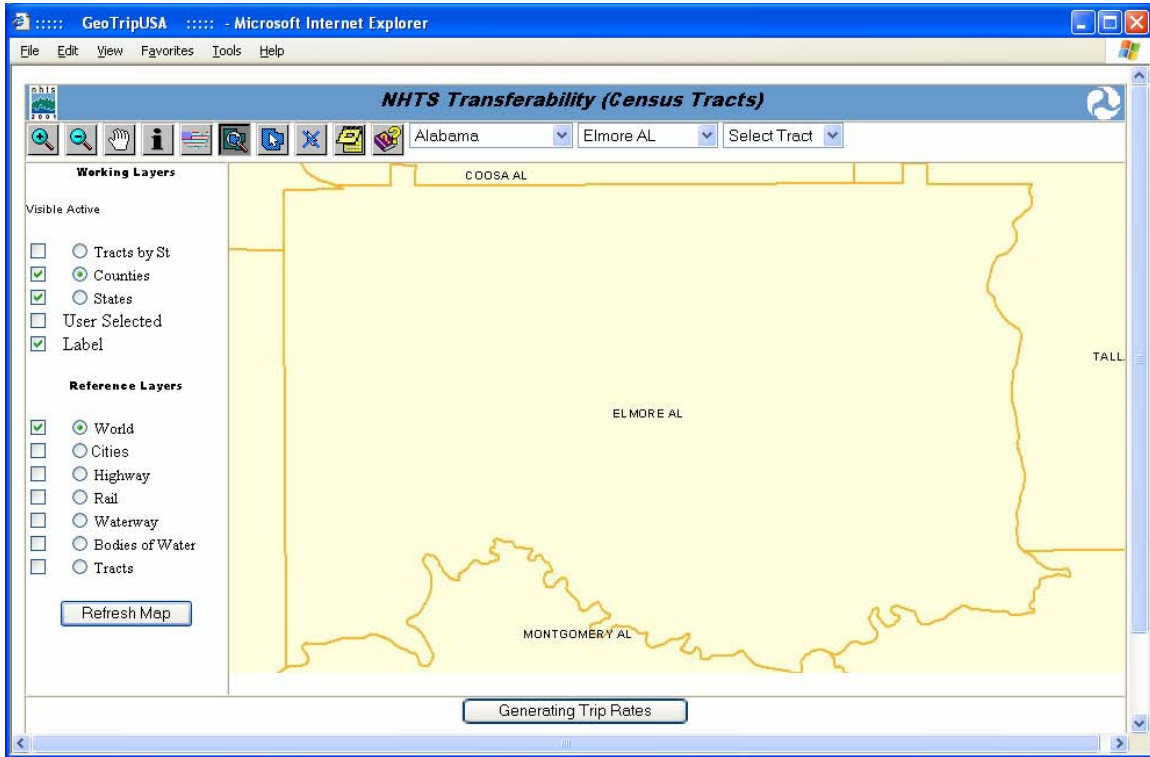 ::::: GeoTripUSA ::::: - Microsoft Internet Explorer
File Edit View Favorites Tools Help
nhts
2001
NHTS Transferability (Census Tracts)
Alabama Elmore AL Select Tract
Working Layers
Visible Active
Tracts by St
Counties
States
User Selected
Label
Reference Layers
World
Cities
Highway
Rail
Waterway
Bodies of Water
Tracts
Refresh Map
COOSA AL
TALL
ELMORE AL
MONTGOMERY AL
Generating Trip Rates